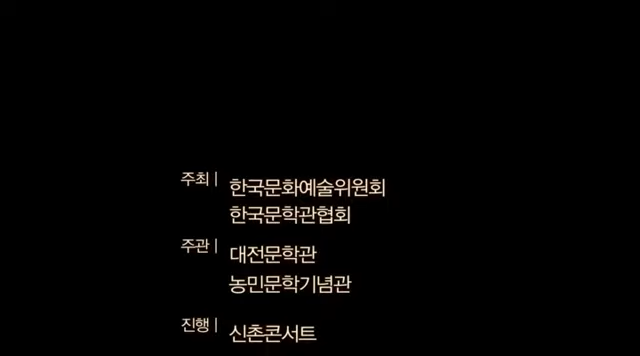 주최 | 한국문화예술위원회
한국문학관협회
주관 | 대전문학관
농민문학기념관
진행 | 신촌콘서트